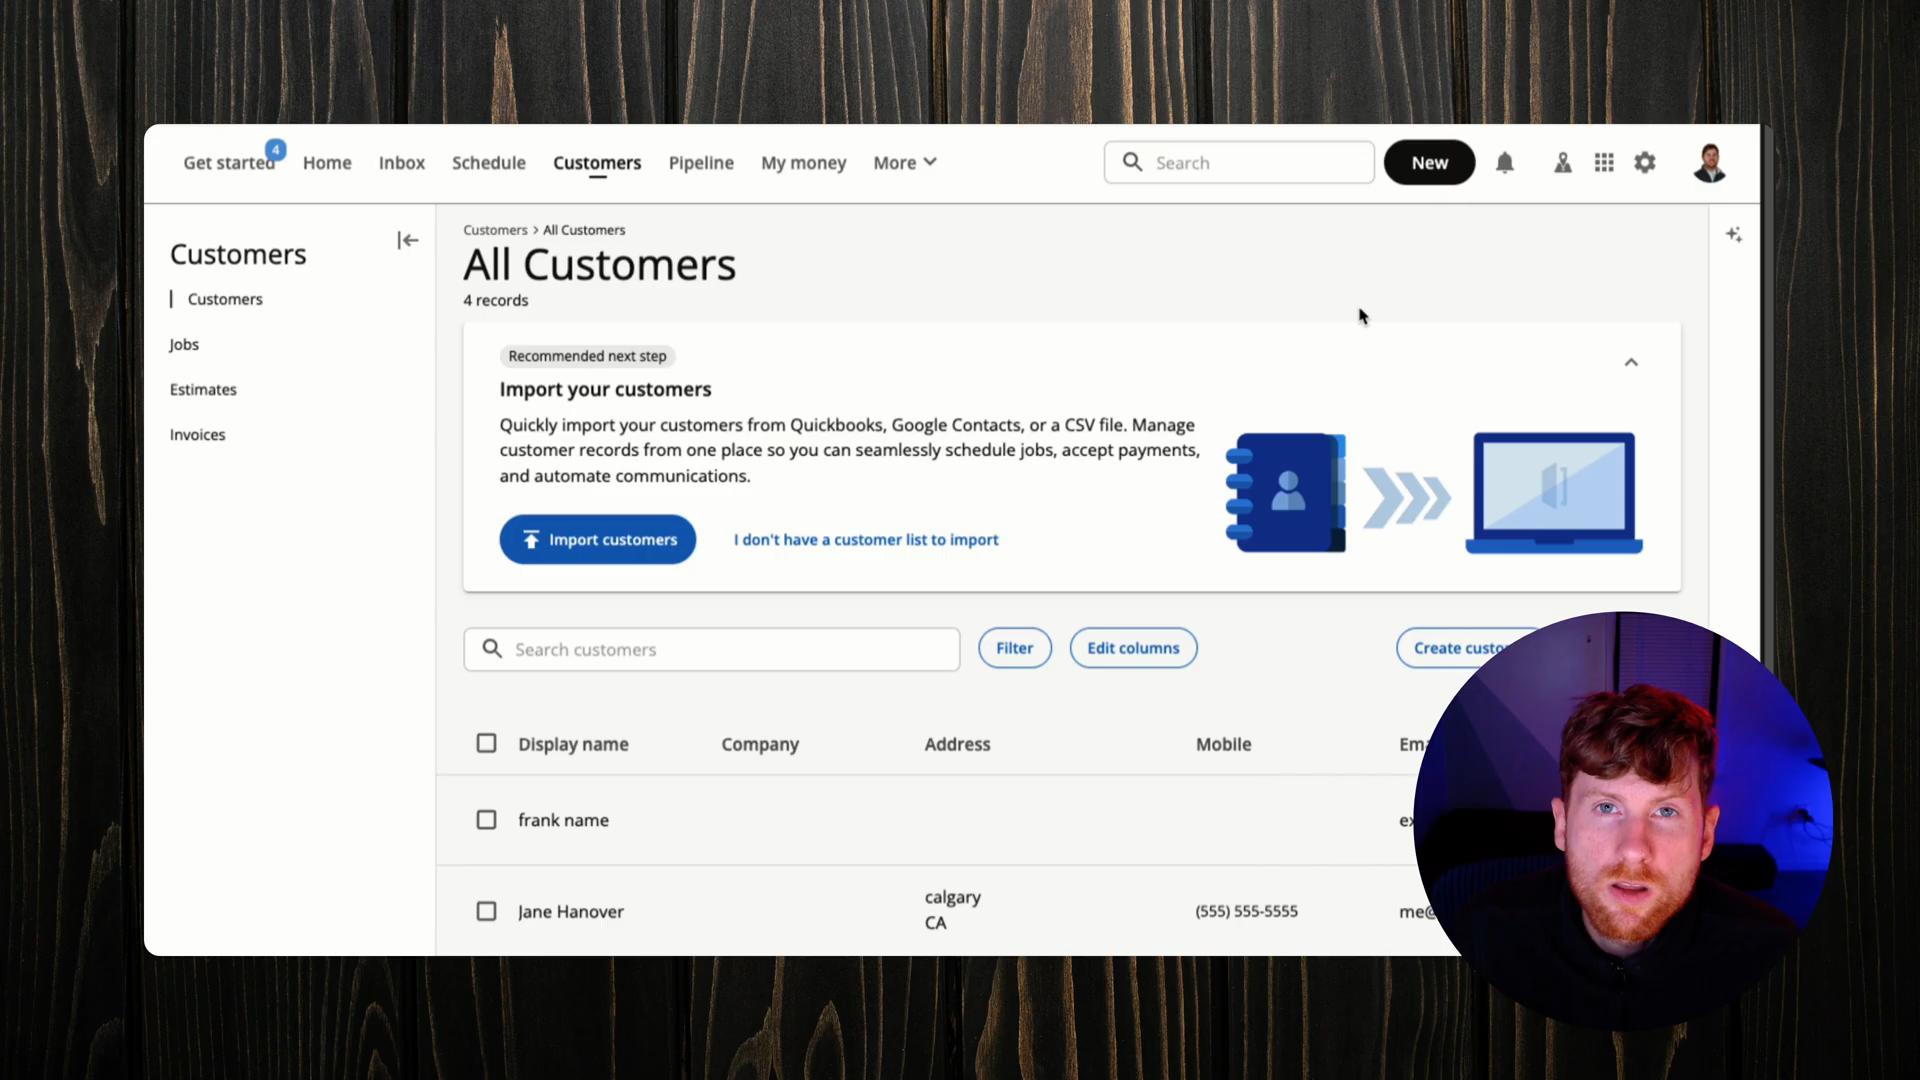 Get started 4 Home Inbox Schedule Customers Pipeline My money More Search New
Customers
Customers
Jobs
Estimates
Invoices
Customers > All Customers
All Customers
4 records
Recommended next step
Import your customers
Quickly import your customers from Quickbooks, Google Contacts, or a CSV file. Manage
customer records from one place so you can seamlessly schedule jobs, accept payments,
and automate communications.
Import customers I don't have a customer list to import
Search customers Filter Edit columns Create
Display name Company Address Mobile
frank name
Jane Hanover calgary (555) 555-5555 me@
CA